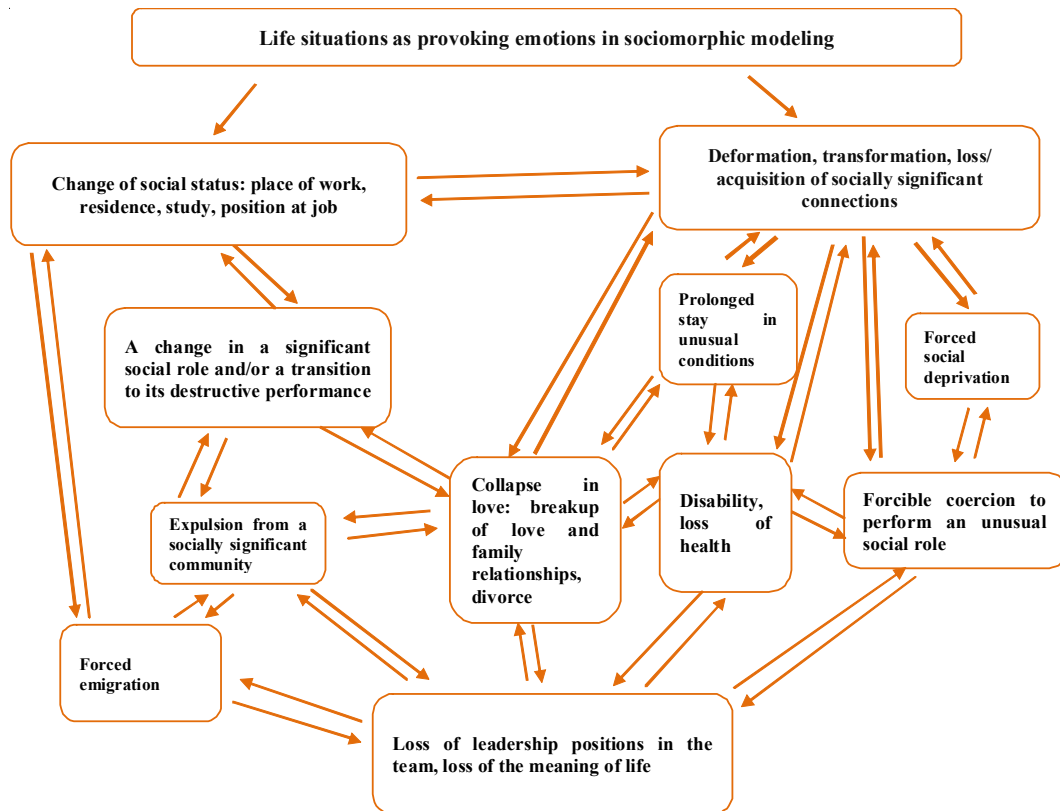 Life situations as provoking emotions in sociomorphic modeling
Change of social status: place of work,
residence, study, position at job
Deformation, transformation, loss/
acquisition of socially significant
connections
Prolonged
stay in
unusual
conditions
A change in a significant
social role and/or a transition
to its destructive performance
Forced
social
deprivation
Collapse in
love: breakup
of love and
family
relationships,
divorce
Disability,
loss of
health
Forcible coercion to
perform an unusual
social role
Expulsion from a
socially significant
community
Forced
emigration
Loss of leadership positions in the
team, loss of the meaning of life